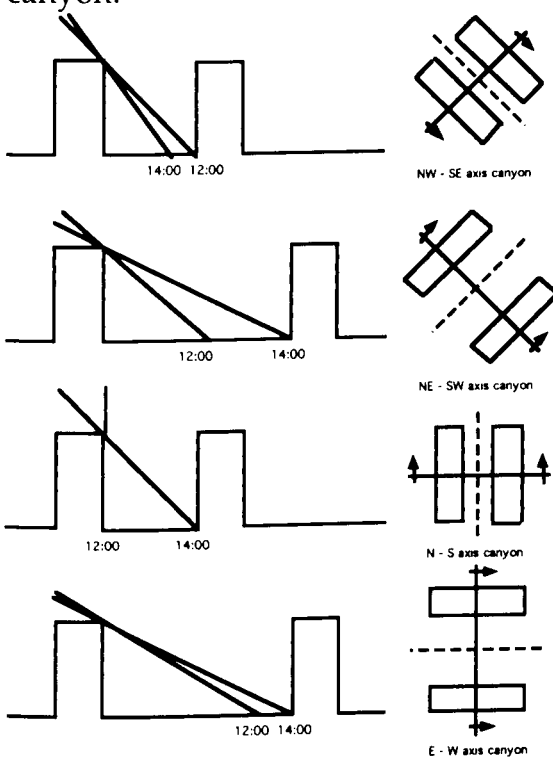 canyon.
14:00 12:00
NW - SE axis canyon
12:00 14:00
NE - SW axis canyon
12:00 14:00
N - S axis canyon
12:00 14:00
E - W axis canyon